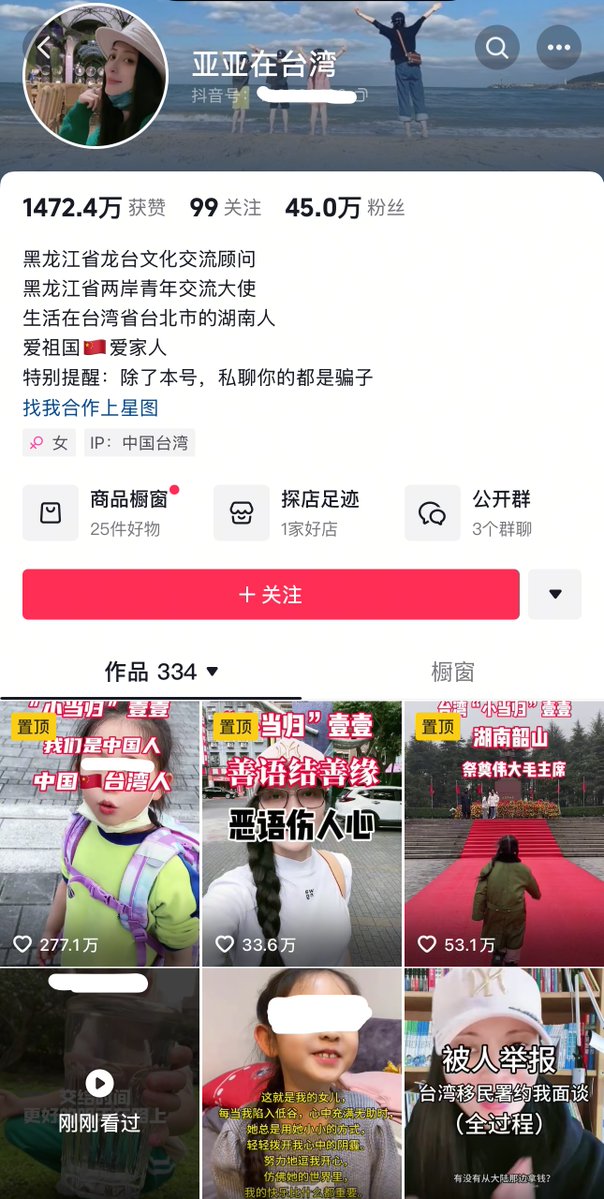 亚亚在台湾
抖音号：
1472.4万 获赞 99 关注 45.0万 粉丝
黑龙江省龙台文化交流顾问
黑龙江省两岸青年交流大使
生活在台湾省台北市的湖南人
爱祖国🇨🇳爱家人
特别提醒：除了本号，私聊你的都是骗子
找我合作上星图
女 IP：中国台湾
商品橱窗
25件好物
探店足迹
1家好店
公开群
3个群聊
＋关注
作品 334
橱窗
置顶
“小当归”壹壹
我们是中国人
中国🇨🇳台湾人
277.1万
置顶
当归”壹壹
善语结善缘
恶语伤人心
33.6万
置顶
台湾“小当归”壹壹
湖南韶山
祭奠伟大毛主席
53.1万
刚刚看过
这就是我的女儿，
每当我陷入低谷，心中充满无助时，
她总是用她小小的方式，
轻轻拨开我心中的阴霾。
努力地逗我开心。
仿佛她的世界里，
我的快乐比什么都重要。
被人举报
台湾移民署约我面谈
（全过程）
有没有从大陆那边拿钱？